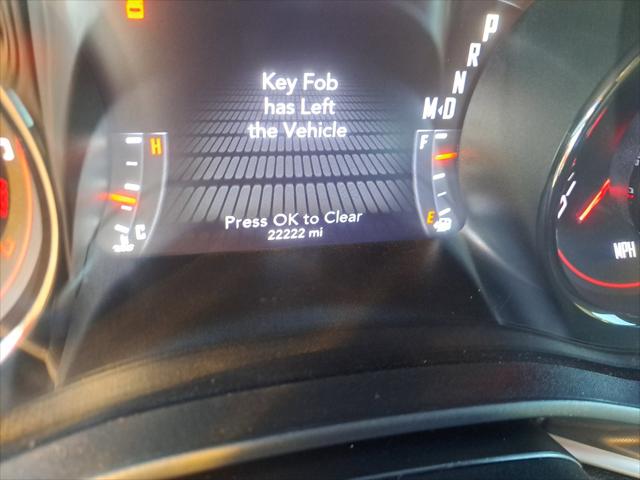 Key Fob
has Left
the Vehicle
Press OK to Clear
22222 mi
H
C
F
E
P
R
N
M D
MPH